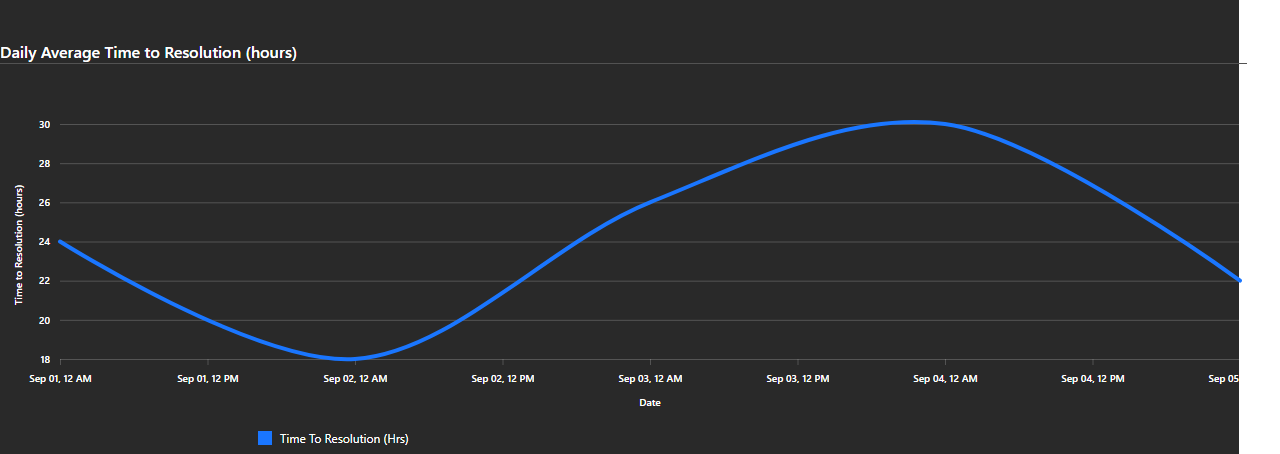 Daily Average Time to Resolution (hours)
30
28
26
24
22
20
18
Time to Resolution (hours)
Sep 01, 12 AM Sep 01, 12 PM Sep 02, 12 AM Sep 02, 12 PM Sep 03, 12 AM Sep 03, 12 PM Sep 04, 12 AM Sep 04, 12 PM Sep 05
Date
Time To Resolution (Hrs)